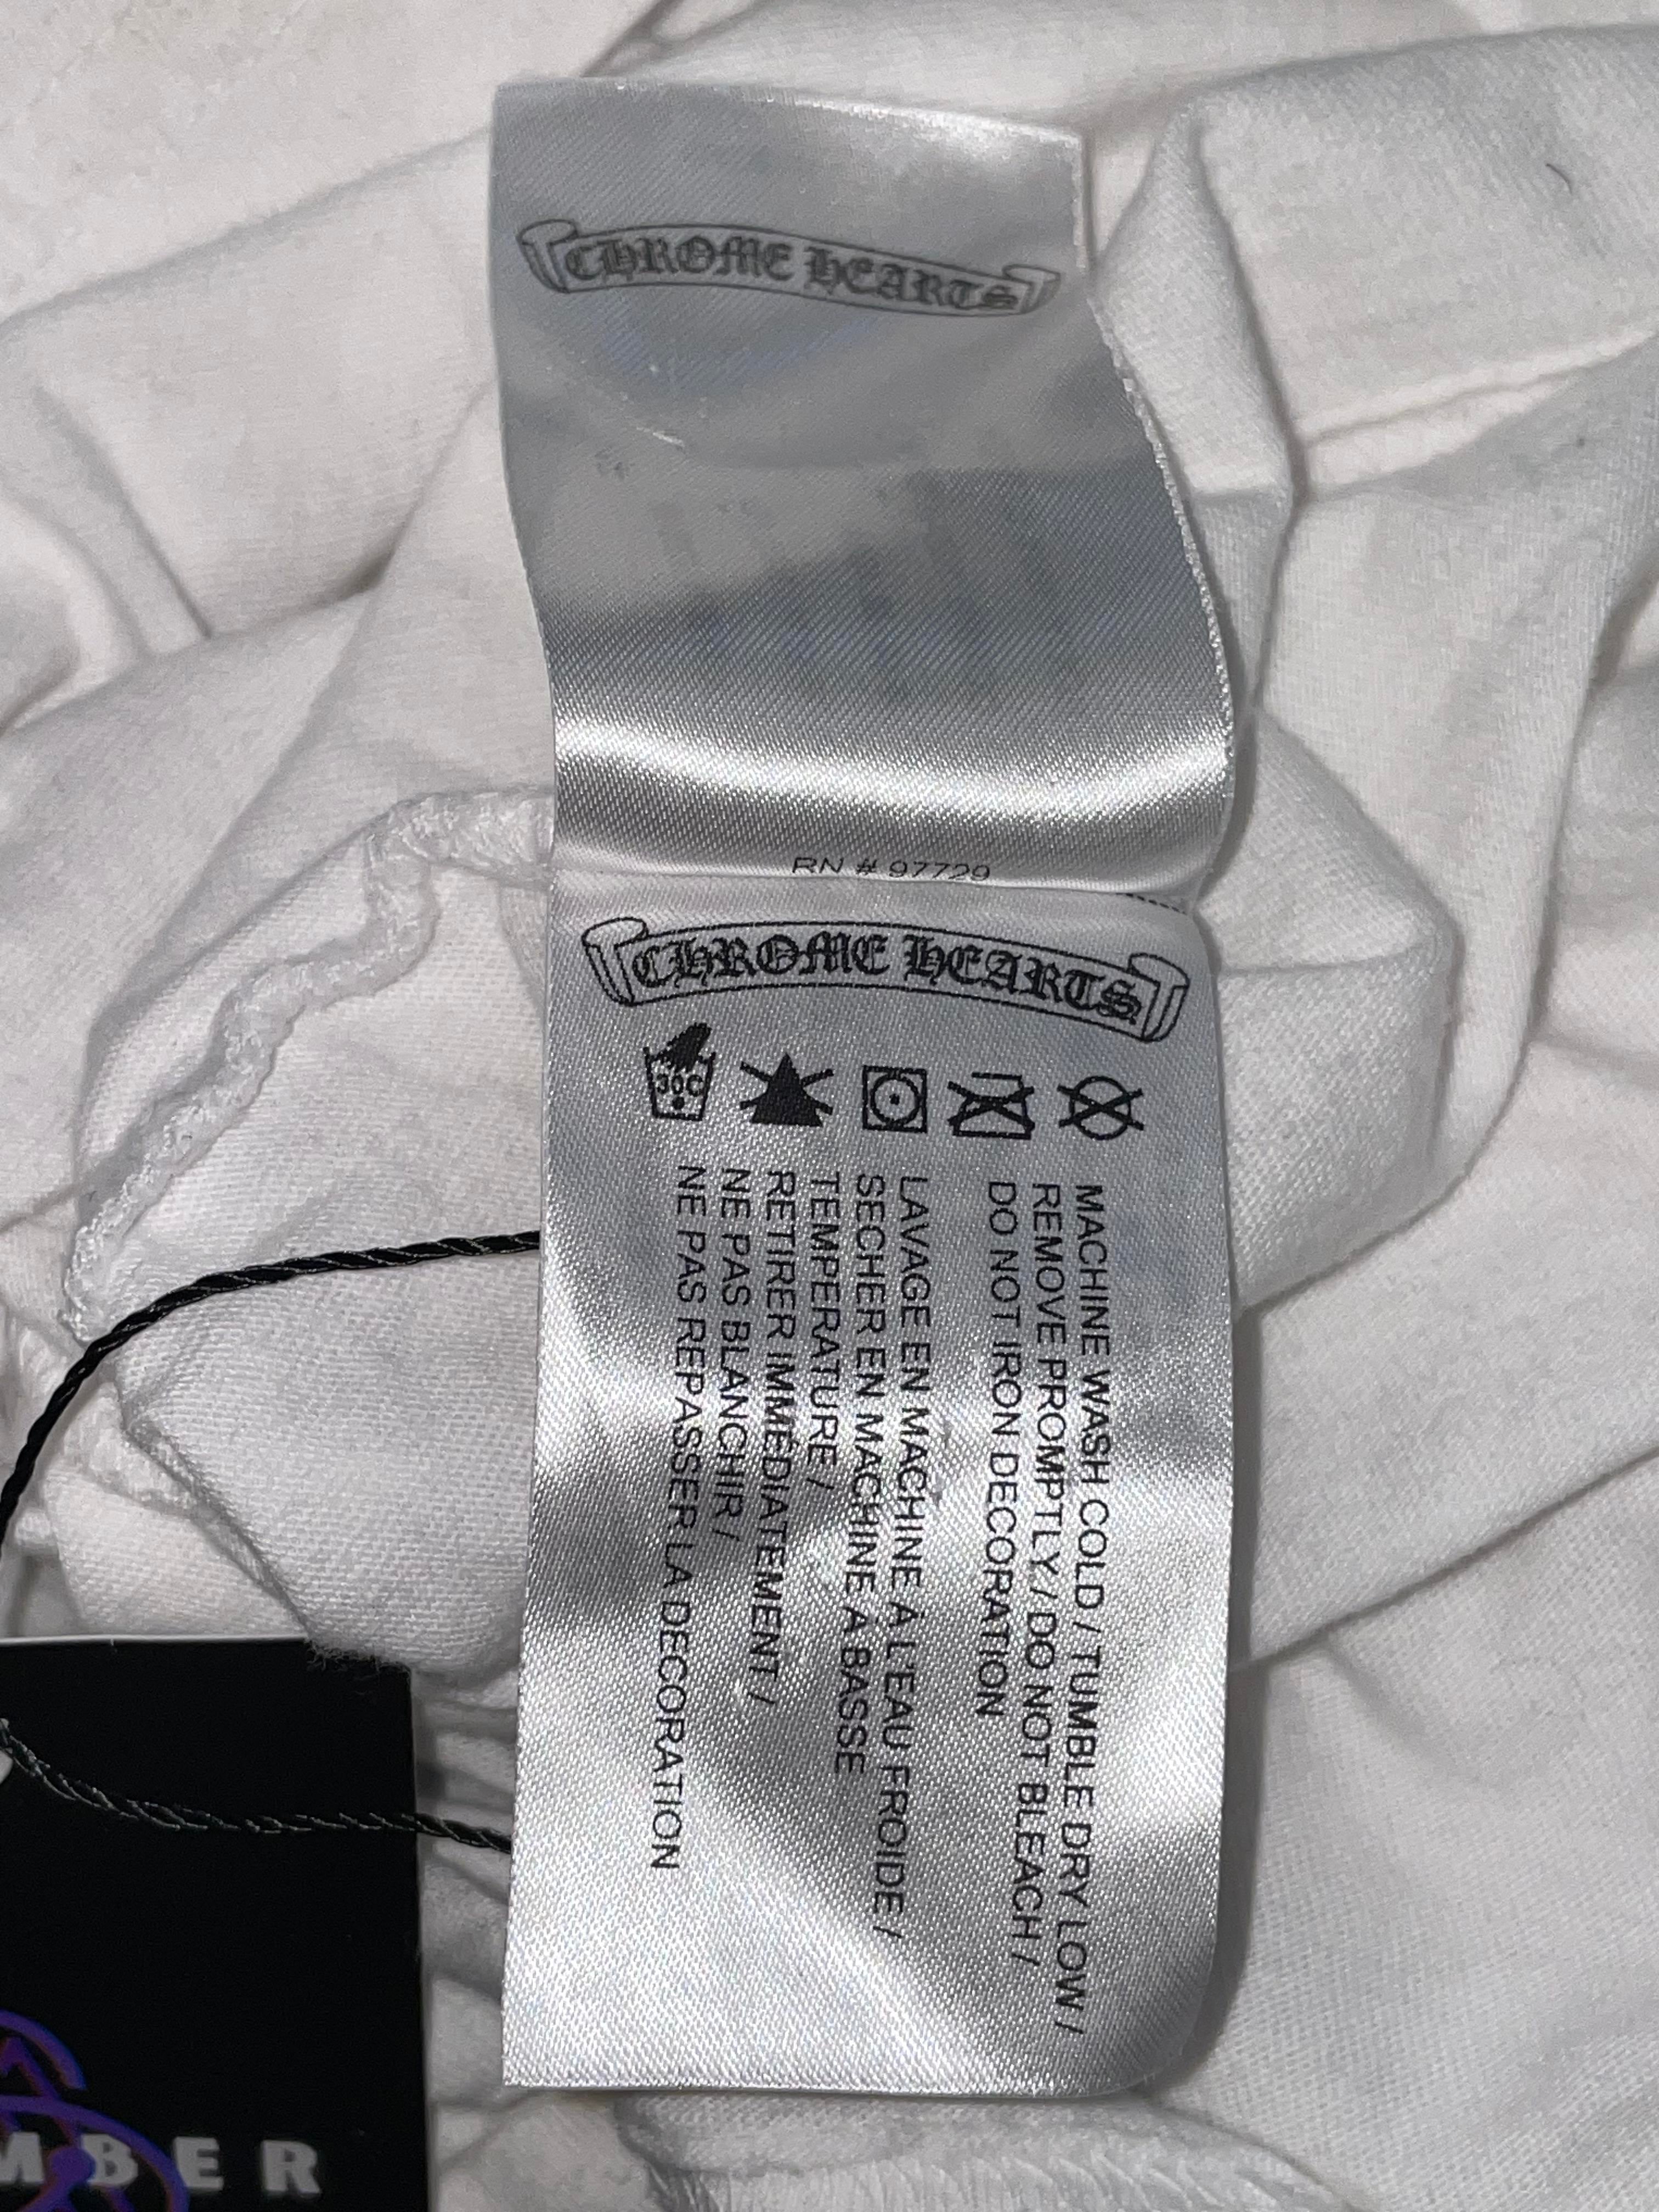 CHROME HEARTS
RN # 97729
CHROME HEARTS
30C
MACHINE WASH COLD / TUMBLE DRY LOW /
REMOVE PROMPTLY / DO NOT BLEACH /
DO NOT IRON DECORATION
LAVAGE EN MACHINE À L'EAU FROIDE /
SECHER EN MACHINE À BASSE
TEMPERATURE /
RETIRER IMMÉDIATEMENT /
NE PAS BLANCHIR /
NE PAS REPASSER LA DECORATION
MBER